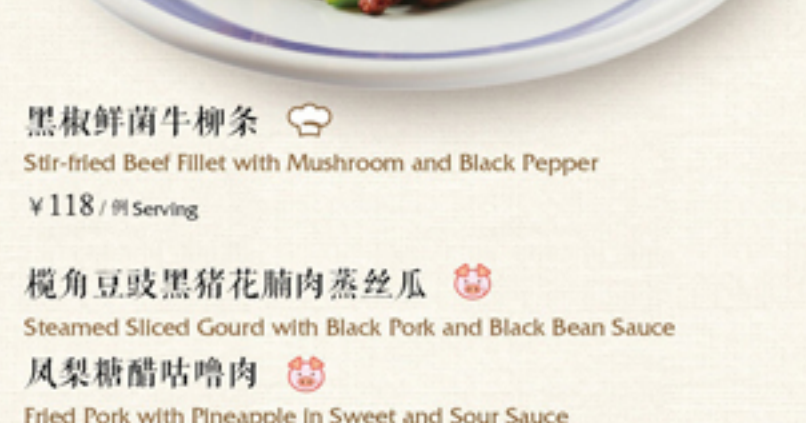 黑椒鲜菌牛柳条
Stir-fried Beef Fillet with Mushroom and Black Pepper
¥118 / 例 Serving
榄角豆豉黑猪花腩肉蒸丝瓜
Steamed Sliced Gourd with Black Pork and Black Bean Sauce
凤梨糖醋咕噜肉
Fried Pork with Pineapple in Sweet and Sour Sauce